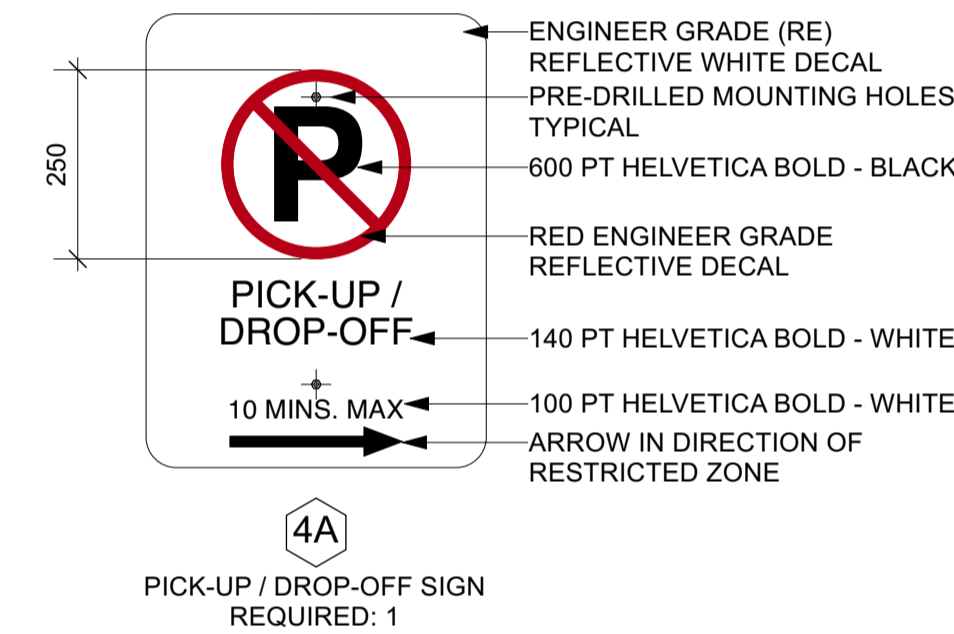 ENGINEER GRADE (RE)
REFLECTIVE WHITE DECAL
PRE-DRILLED MOUNTING HOLES
TYPICAL
250
P
600 PT HELVETICA BOLD - BLACK
RED ENGINEER GRADE
REFLECTIVE DECAL
PICK-UP /
DROP-OFF
140 PT HELVETICA BOLD - WHITE
10 MINS. MAX
100 PT HELVETICA BOLD - WHITE
ARROW IN DIRECTION OF
RESTRICTED ZONE
4A
PICK-UP / DROP-OFF SIGN
REQUIRED: 1